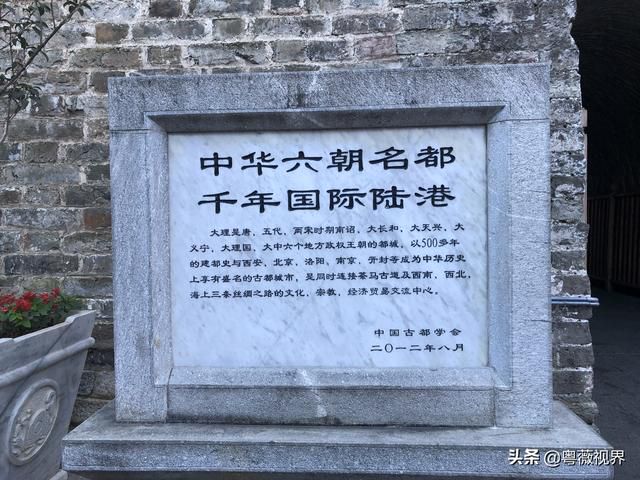 中华六朝名都
千年国际陆港
大理是唐、五代、两宋时期南诏、大长和、大天兴、大
义宁、大理国、大中六个地方政权王朝的都城,以500多年
的建都史与西安、北京、洛阳、南京、开封等成为中华历史
上享有盛名的古都城市,是同时连接茶马古道及西南、西北,
海上三条丝绸之路的文化、宗教、经济贸易交流中心。
中国古都学会
二〇一二年八月
头条@粤薇视界